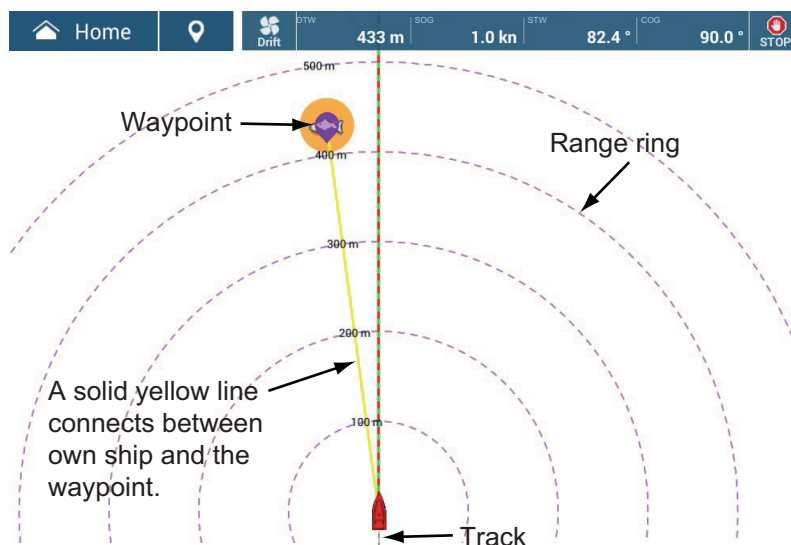 Home
Drift
DTW
433 m
SOG
1.0 kn
STW
82.4 °
COG
90.0 °
STOP
500 m
Waypoint
400 m
Range ring
300 m
200 m
A solid yellow line
connects between
own ship and the
waypoint.
100 m
Track